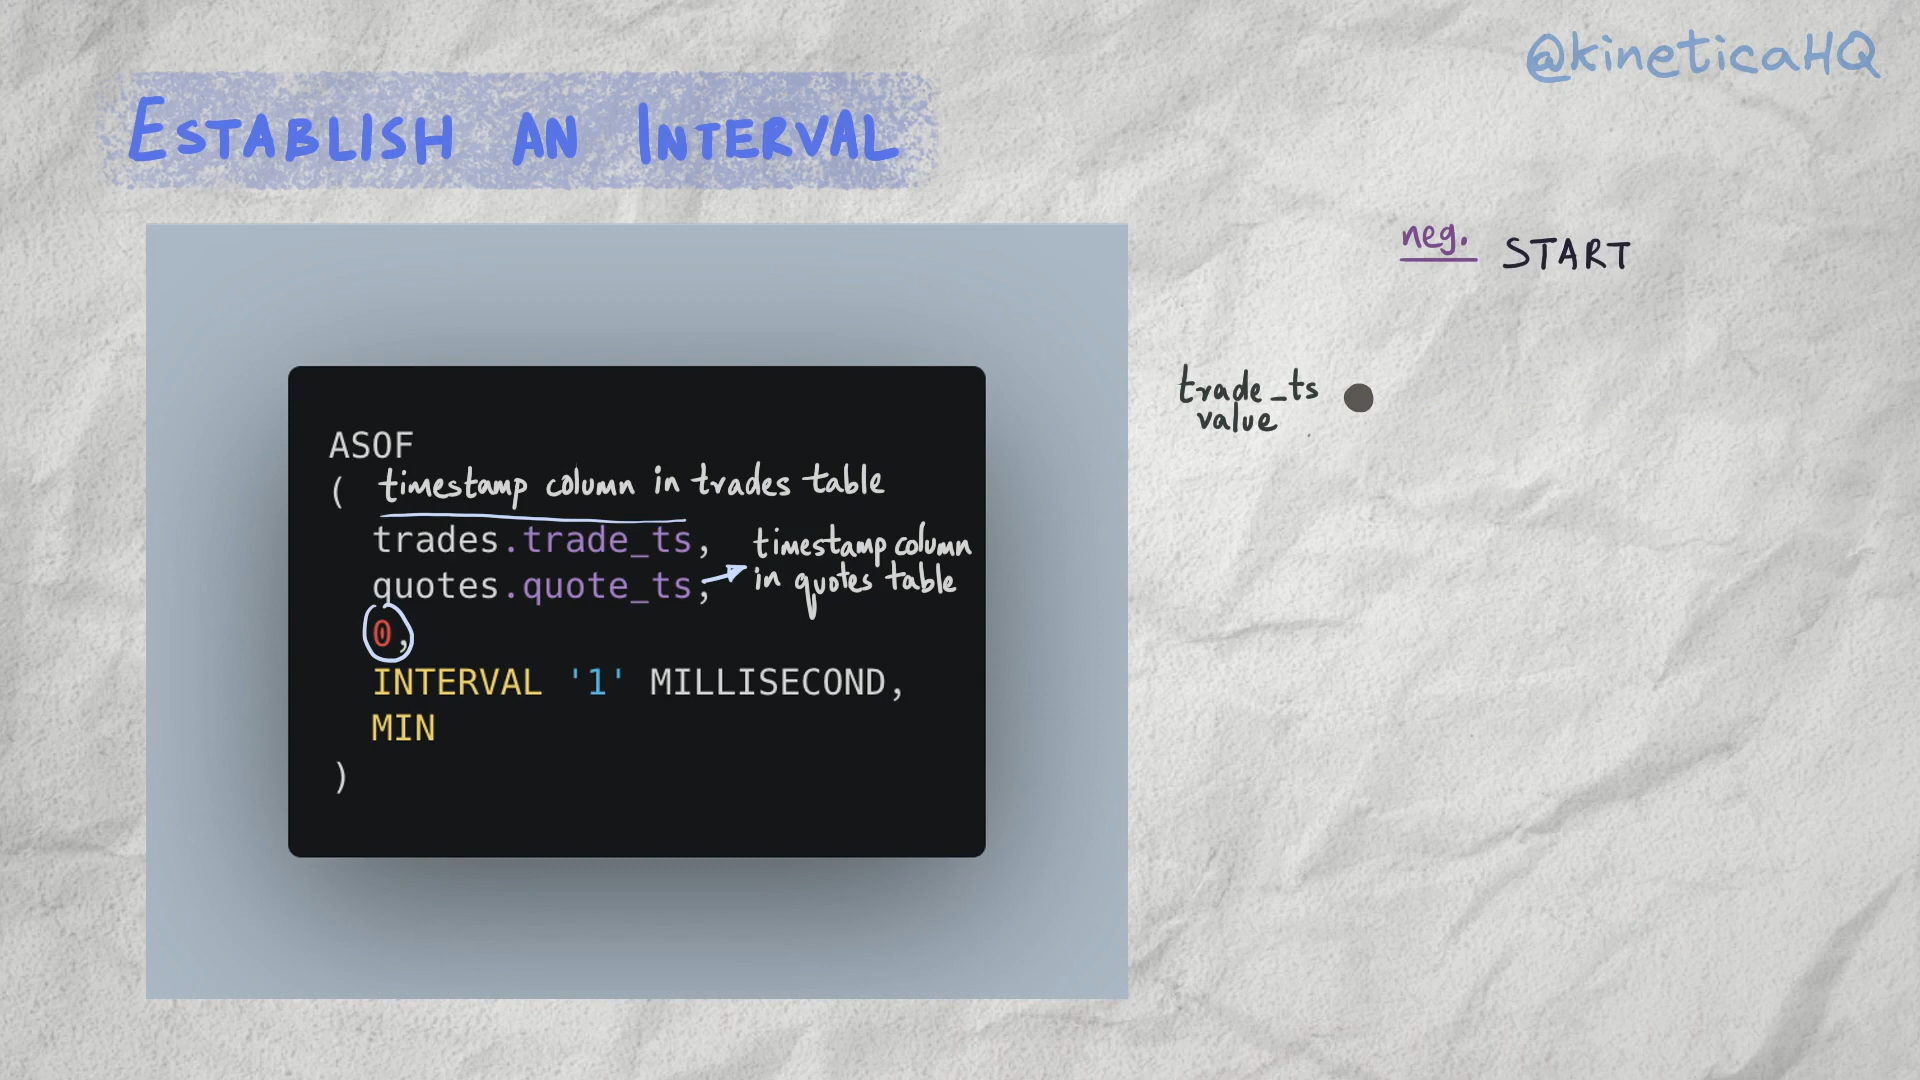 @kineticaHQ
ESTABLISH AN INTERVAL
neg. START
trade_ts
value
ASOF
( timestamp column in trades table
trades.trade_ts,
quotes.quote_ts,
timestamp column
in quotes table
0,
INTERVAL '1' MILLISECOND,
MIN
)